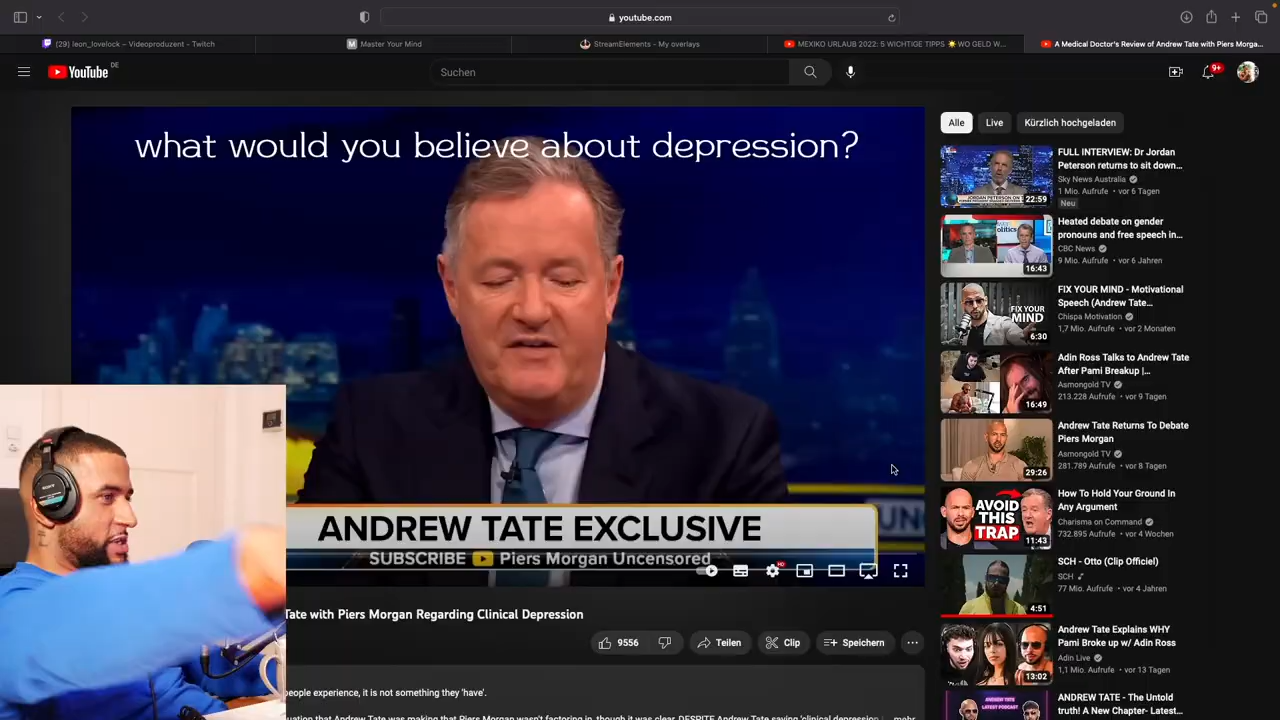 youtube.com
(29) leon_lovelock – Videoproduzent - Twitch
Master Your Mind
StreamElements - My overlays
MEXIKO URLAUB 2022: 5 WICHTIGE TIPPS ☀️ WO GELD W...
A Medical Doctor's Review of Andrew Tate with Piers Morga...
YouTube DE
Suchen
9+
what would you believe about depression?
ANDREW TATE EXCLUSIVE
SUBSCRIBE Piers Morgan Uncensored
UN
HD
Tate with Piers Morgan Regarding Clinical Depression
9556
Teilen
Clip
Speichern
people experience, it is not something they 'have'.
Alle
Live
Kürzlich hochgeladen
FULL INTERVIEW: Dr Jordan
Peterson returns to sit down...
Sky News Australia
1 Mio. Aufrufe • vor 6 Tagen
Neu
22:59
Heated debate on gender
pronouns and free speech in...
CBC News
9 Mio. Aufrufe • vor 6 Jahren
16:43
FIX YOUR MIND - Motivational
Speech (Andrew Tate...
Chispa Motivation
1,7 Mio. Aufrufe • vor 2 Monaten
FIX YOUR
MIND
6:30
Adin Ross Talks to Andrew Tate
After Pami Breakup |...
Asmongold TV
213.228 Aufrufe • vor 9 Tagen
16:49
Andrew Tate Returns To Debate
Piers Morgan
Asmongold TV
281.789 Aufrufe • vor 8 Tagen
29:26
How To Hold Your Ground In
Any Argument
Charisma on Command
732.895 Aufrufe • vor 4 Wochen
AVOID
THIS
TRAP
11:43
SCH - Otto (Clip Officiel)
SCH
77 Mio. Aufrufe • vor 4 Jahren
4:51
Andrew Tate Explains WHY
Pami Broke up w/ Adin Ross
Adin Live
1,1 Mio. Aufrufe • vor 13 Tagen
13:02
ANDREW TATE - The Untold
truth! A New Chapter- Latest...
ANDREW TATE
LATEST PODCAST
SONY